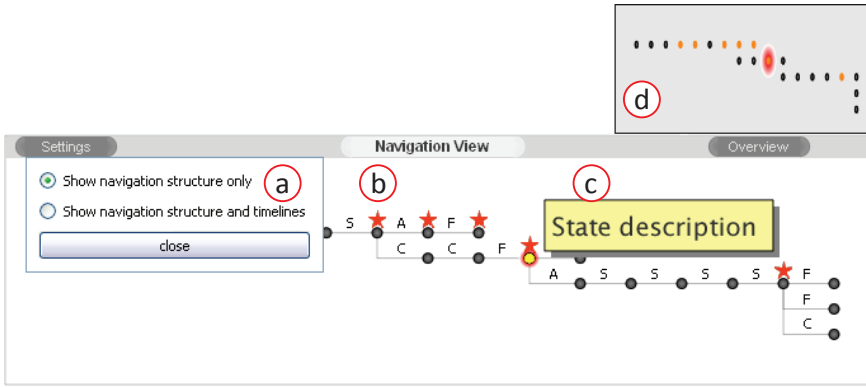 d
Settings
Navigation View
Overview
Show navigation structure only
a
b
c
Show navigation structure and timelines
close
S A F
C C F
State description
A S S S S F
F
C